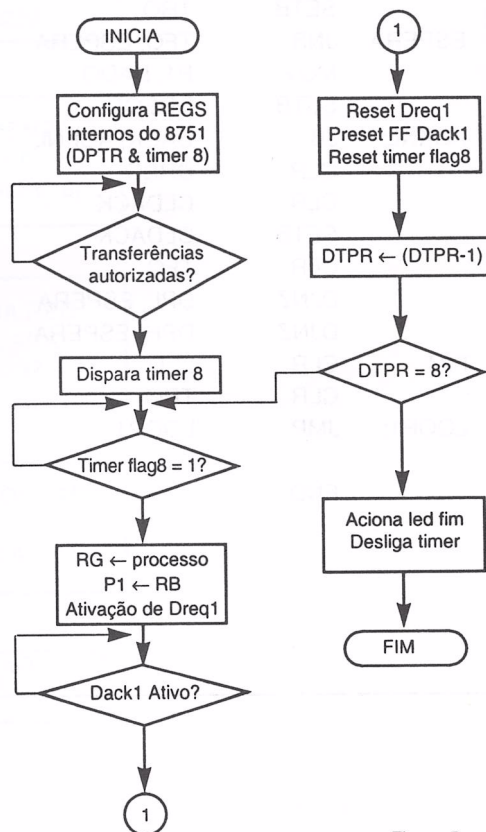 INICIA
Configura REGS
internos do 8751
(DPTR & timer 8)
Transferências
autorizadas?
Dispara timer 8
Timer flag8 = 1?
RG ← processo
P1 ← RB
Ativação de Dreq1
Dack1 Ativo?
1
1
Reset Dreq1
Preset FF Dack1
Reset timer flag8
DTPR ← (DTPR-1)
DTPR = 8?
Aciona led fim
Desliga timer
FIM